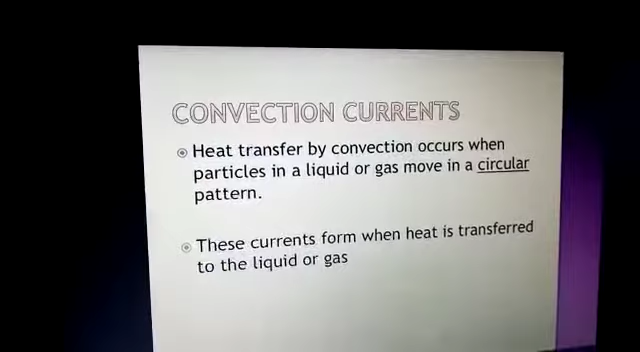 CONVECTION CURRENTS
Heat transfer by convection occurs when
particles in a liquid or gas move in a circular
pattern.
These currents form when heat is transferred
to the liquid or gas